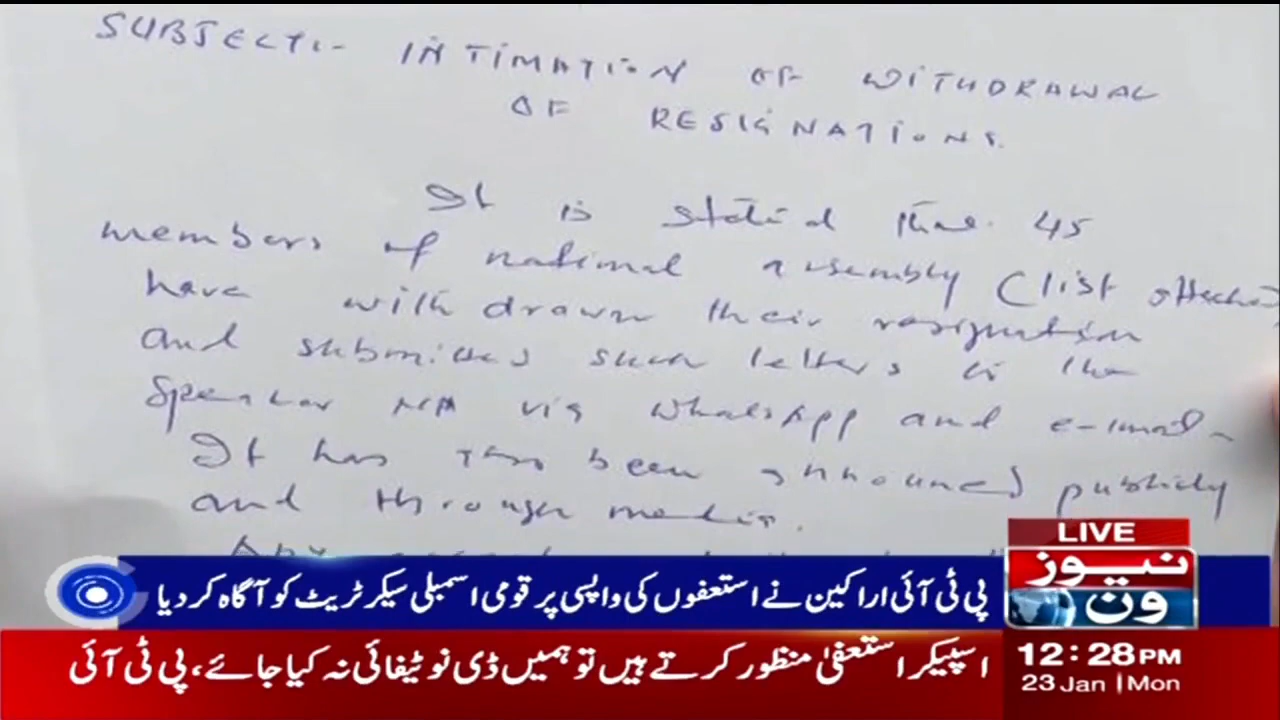 SUBJECT:- INTIMATION OF WITHDRAWAL
OF RESIGNATIONS.
It is stated that 45
members of national assembly (list attached
have withdrawn their resignation
and submitted such letters to the
Speaker NA via WhatsApp and e-mail-
It has been announced publicly
and through media.
LIVE
نیوز
ون
پی ٹی آئی اراکین نے استعفوں کی واپسی پر قومی اسمبلی سیکرٹریٹ کو آگاہ کر دیا
12:28PM
اسپیکر استعفیٰ منظور کرتے ہیں تو ہمیں ڈی نوٹیفائی نہ کیا جائے، پی ٹی آئی
23 Jan | Mon